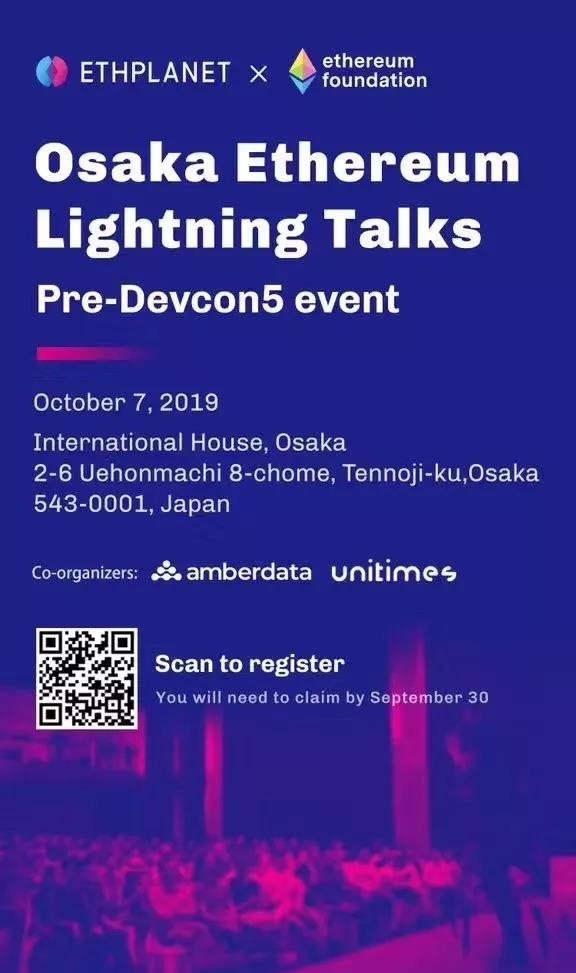 ETHPLANET × ethereum foundation
Osaka Ethereum
Lightning Talks
Pre-Devcon5 event
October 7, 2019
International House, Osaka
2-6 Uehonmachi 8-chome, Tennoji-ku,Osaka
543-0001, Japan
Co-organizers: amberdata unitimes
Scan to register
You will need to claim by September 30